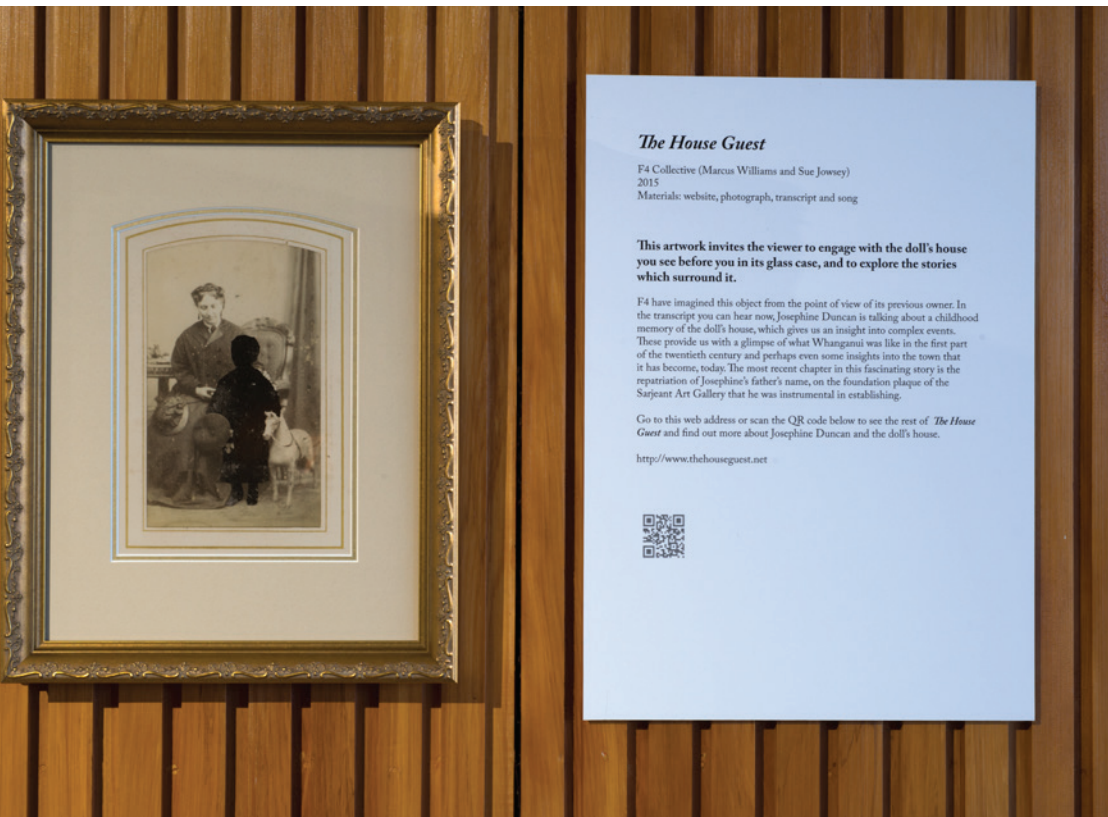 The House Guest
F4 Collective (Marcus Williams and Sue Jowsey)
2015
Materials: website, photograph, transcript and song
This artwork invites the viewer to engage with the doll's house
you see before you in its glass case, and to explore the stories
which surround it.
F4 have imagined this object from the point of view of its previous owner. In
the transcript you can hear now, Josephine Duncan is talking about a childhood
memory of the doll's house, which gives us an insight into complex events.
These provide us with a glimpse of what Whanganui was like in the first part
of the twentieth century and perhaps even some insights into the town that
it has become, today. The most recent chapter in this fascinating story is the
repatriation of Josephine's father's name, on the foundation plaque of the
Sarjeant Art Gallery that he was instrumental in establishing.
Go to this web address or scan the QR code below to see the rest of The House
Guest and find out more about Josephine Duncan and the doll's house.
http://www.thehouseguest.net